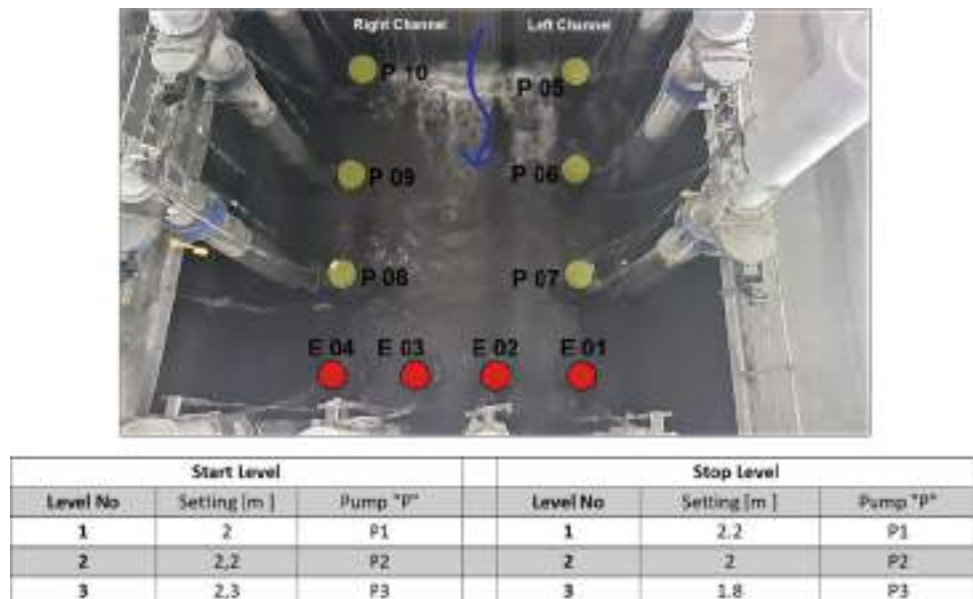 Right Channel Left Channel
P 10 P 05
P 09 P 06
P 08 P 07
E 04 E 03 E 02 E 01
Start Level Stop Level
Level No Setting [m ] Pump "P" Level No Setting [m ] Pump "P"
1 2 P1 1 2.2 P1
2 2,2 P2 2 2 P2
3 2,3 P3 3 1.8 P3